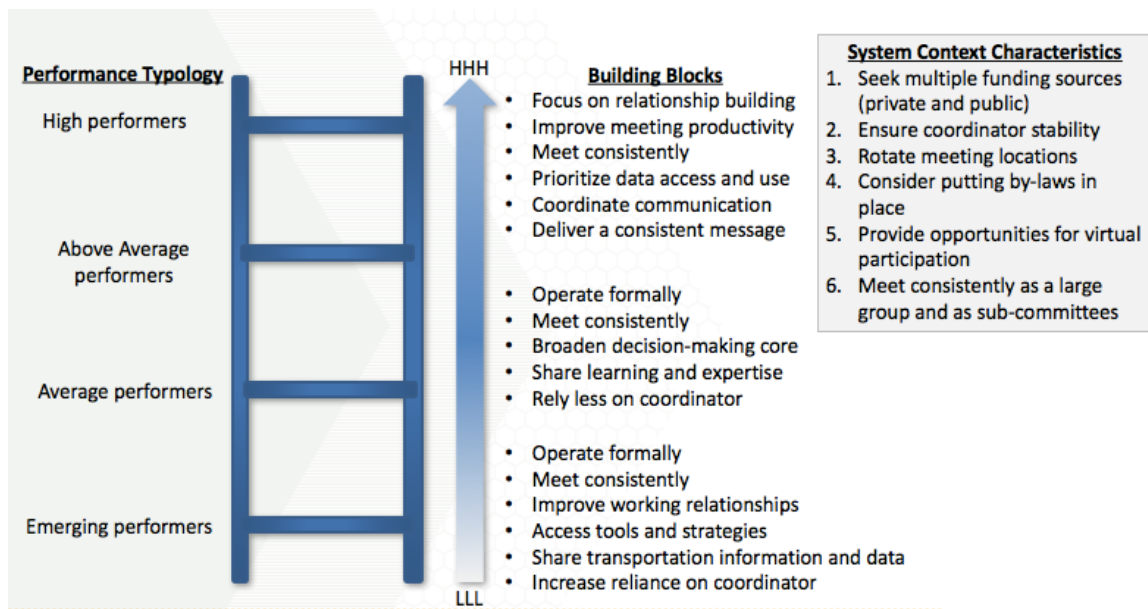 Performance Typology
High performers
Above Average
performers
Average performers
Emerging performers
HHH
LLL
Building Blocks
• Focus on relationship building
• Improve meeting productivity
• Meet consistently
• Prioritize data access and use
• Coordinate communication
• Deliver a consistent message
• Operate formally
• Meet consistently
• Broaden decision-making core
• Share learning and expertise
• Rely less on coordinator
• Operate formally
• Meet consistently
• Improve working relationships
• Access tools and strategies
• Share transportation information and data
• Increase reliance on coordinator
System Context Characteristics
1. Seek multiple funding sources
(private and public)
2. Ensure coordinator stability
3. Rotate meeting locations
4. Consider putting by-laws in
place
5. Provide opportunities for virtual
participation
6. Meet consistently as a large
group and as sub-committees